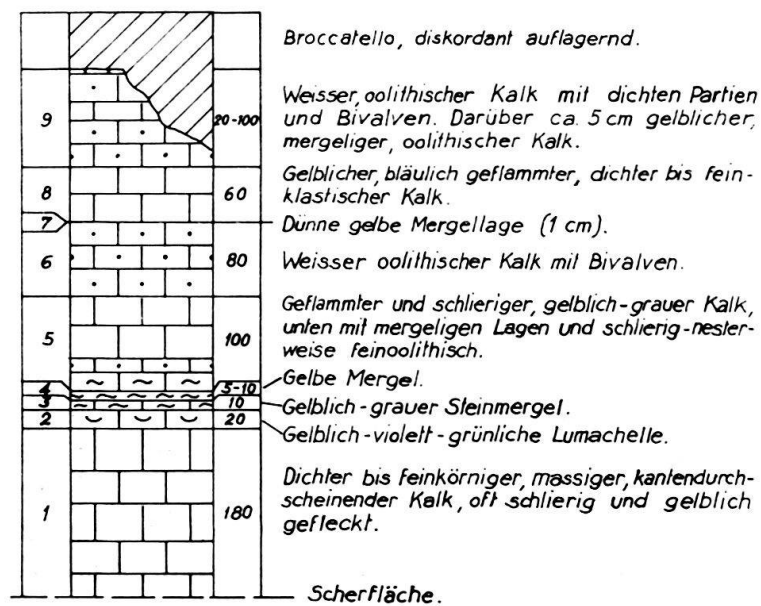 Broccatello, diskordant auflagernd.
9
20-100
Weisser, oolithischer Kalk mit dichten Partien
und Bivalven. Darüber ca. 5 cm gelblicher,
mergeliger, oolithischer Kalk.
8
60
Gelblicher, bläulich geflammter, dichter bis fein-
klastischer Kalk.
7
Dünne gelbe Mergellage (1 cm).
6
80
Weisser oolithischer Kalk mit Bivalven.
5
100
Geflammter und schlieriger, gelblich-grauer Kalk,
unten mit mergeligen Lagen und schlierig-nester-
weise feinoolithisch.
4
5-10
Gelbe Mergel.
3
10
Gelblich-grauer Steinmergel.
2
20
Gelblich-violett-grünliche Lumachelle.
1
180
Dichter bis feinkörniger, massiger, kantendurch-
scheinender Kalk, oft schlierig und gelblich
gefleckt.
Scherfläche.